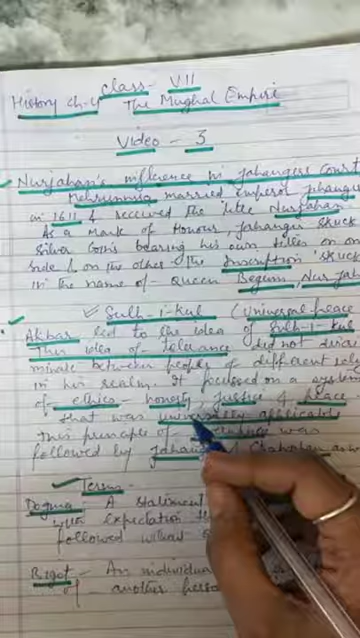 Class - VII
History ch-4 The Mughal Empire
Video - 3
Nurjahan's influence in Jahangir's Court
Mehrunnisa married Emperor Jahangir
in 1611 & received the title Nurjahan
As a mark of Honour, Jahangir struck
Silver Coins bearing his own titles on one
side & on the other the Inscription struck
in the name of Queen Begum, Nur Jah
Sulh-i-kul (Universal peace
Akbar led to the idea of Sulh-i-kul
This idea of tolerance did not discri
minate between people of different
in his realm. It focused on a system
of ethics - honesty, justice & peace
that was universally applicable
this principle of was
followed by
Terms
Dogma - A statement
with expectation
followed
Bigot - An individual
of another